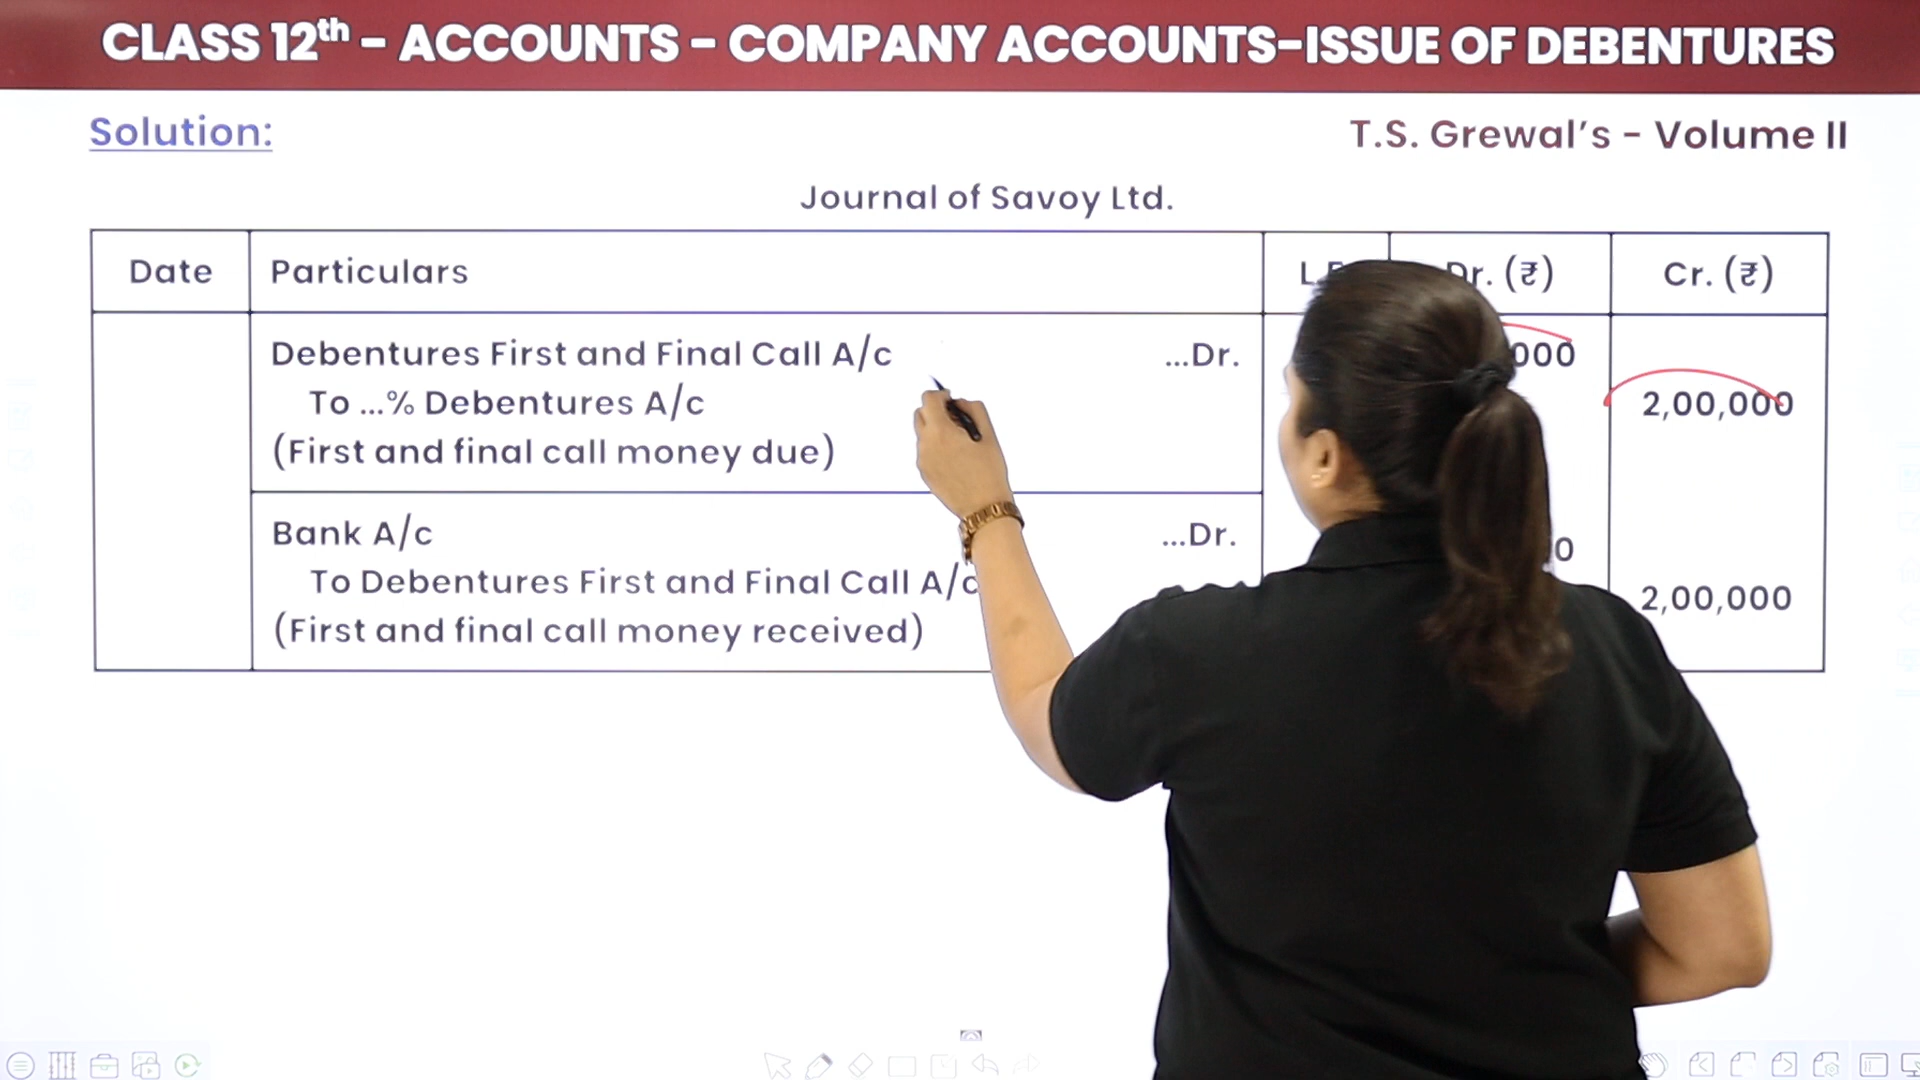 CLASS 12th - ACCOUNTS - COMPANY ACCOUNTS-ISSUE OF DEBENTURES
Solution:
T.S. Grewal's - Volume II
Journal of Savoy Ltd.
Date Particulars Dr. (₹) Cr. (₹)
Debentures First and Final Call A/c ...Dr.
To ...% Debentures A/c 2,00,000
(First and final call money due)
Bank A/c ...Dr.
To Debentures First and Final Call A/c 2,00,000
(First and final call money received)